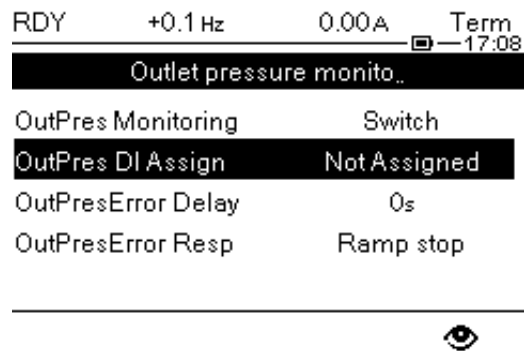 RDY +0.1 Hz 0.00A Term
17:08
Outlet pressure monito..
OutPres Monitoring Switch
OutPres DI Assign Not Assigned
OutPresError Delay 0s
OutPresError Resp Ramp stop